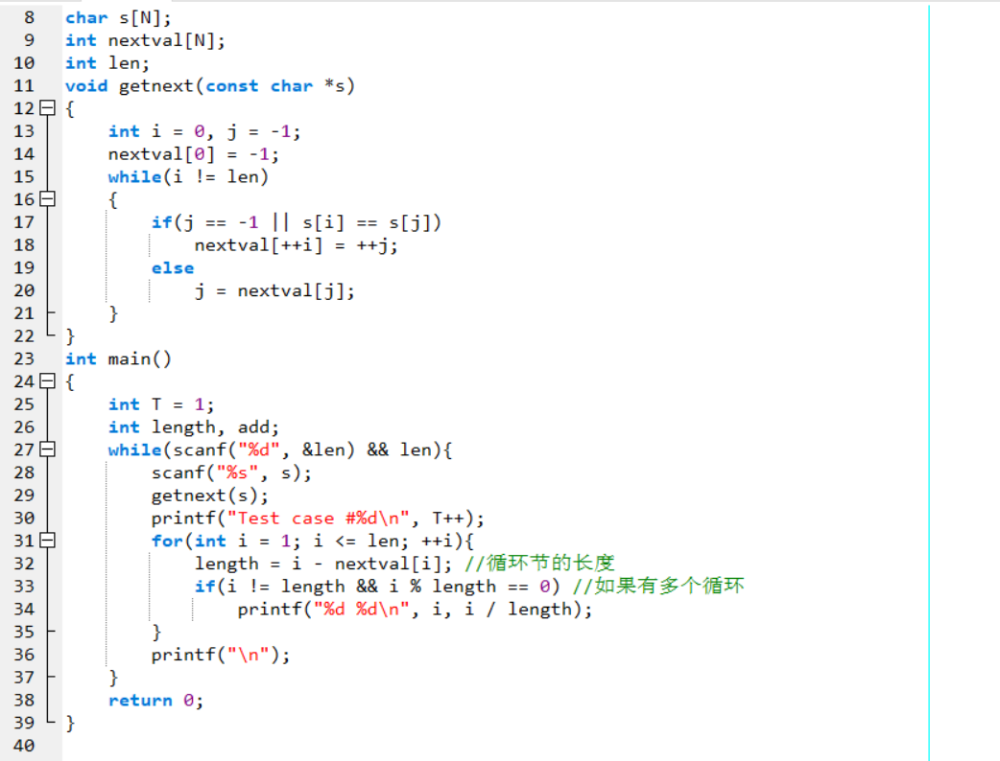 8 char s[N];
9 int nextval[N];
10 int len;
11 void getnext(const char *s)
12 {
13     int i = 0, j = -1;
14     nextval[0] = -1;
15     while(i != len)
16     {
17         if(j == -1 || s[i] == s[j])
18             nextval[++i] = ++j;
19         else
20             j = nextval[j];
21     }
22 }
23 int main()
24 {
25     int T = 1;
26     int length, add;
27     while(scanf("%d", &len) && len){
28         scanf("%s", s);
29         getnext(s);
30         printf("Test case #%d\n", T++);
31         for(int i = 1; i <= len; ++i){
32             length = i - nextval[i]; //循环节的长度
33             if(i != length && i % length == 0) //如果有多个循环
34                 printf("%d %d\n", i, i / length);
35         }
36         printf("\n");
37     }
38     return 0;
39 }
40